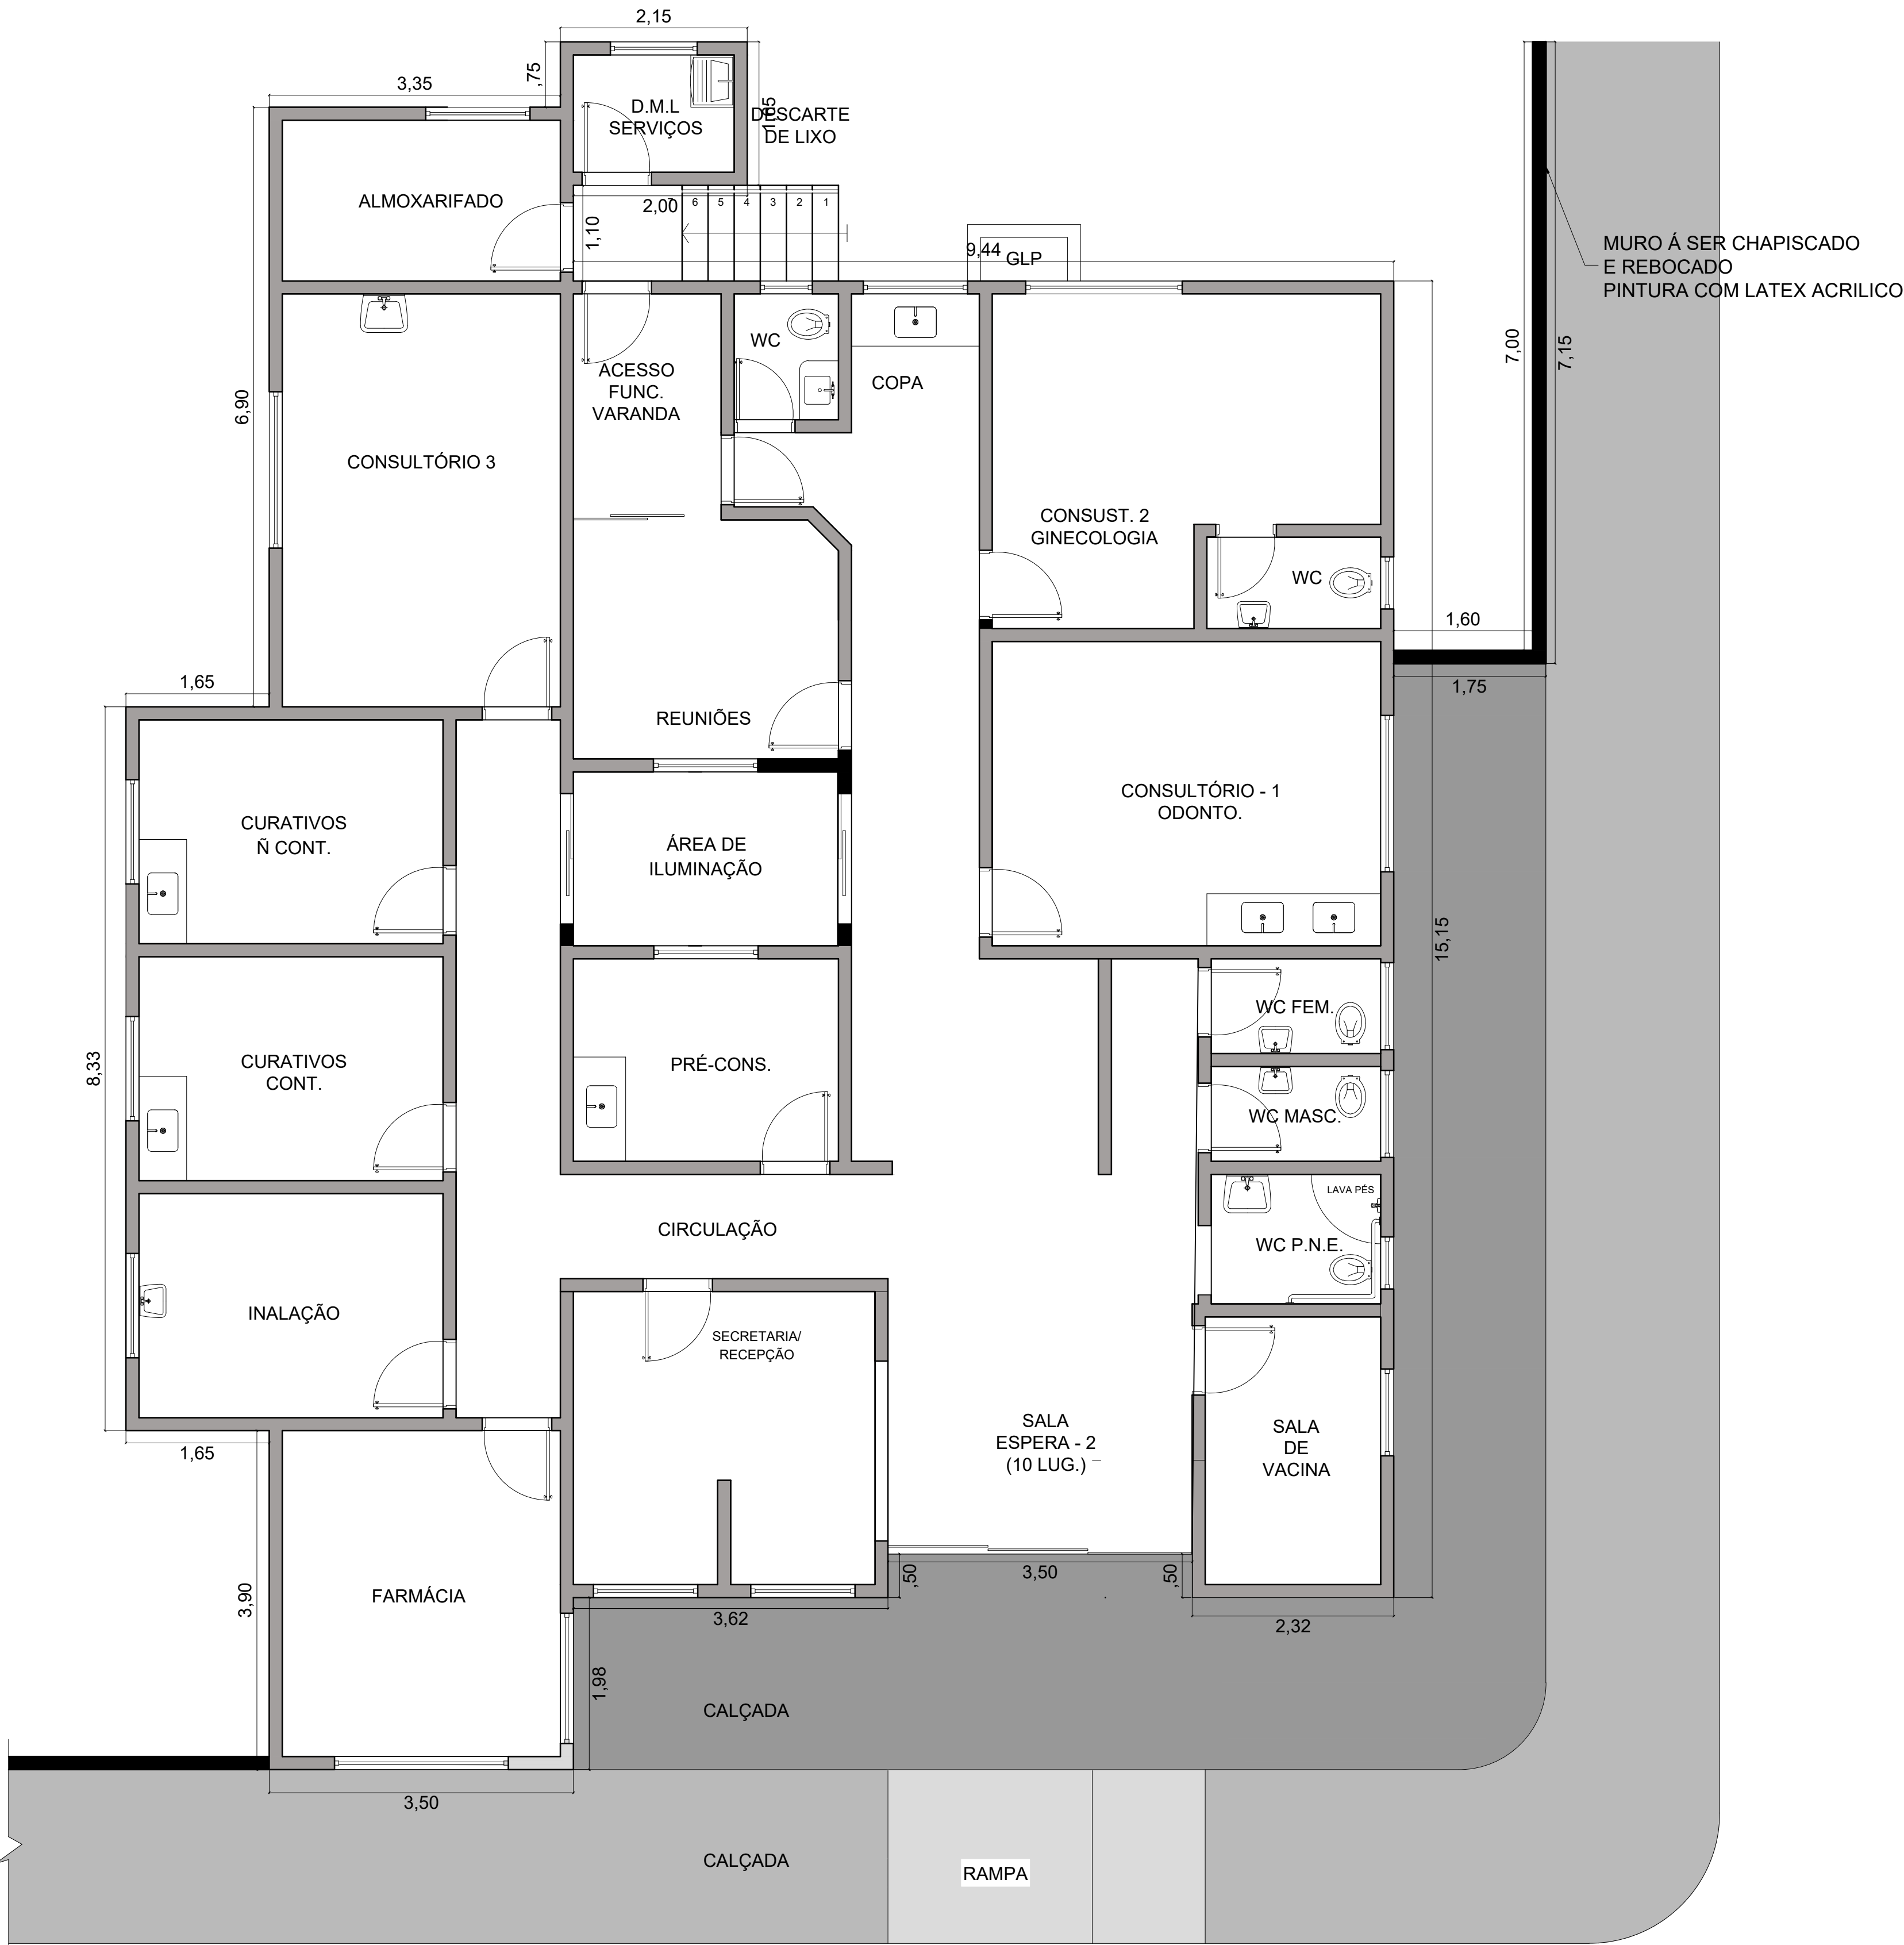 2,15
,75
3,35
D.M.L
SERVIÇOS
1,65
DESCARTE
DE LIXO
ALMOXARIFADO
2,00
1,10
6
5
4
3
2
1
9,44
GLP
MURO Á SER CHAPISCADO
E REBOCADO
PINTURA COM LATEX ACRILICO
7,00
7,15
WC
ACESSO
FUNC.
VARANDA
COPA
6,90
CONSULTÓRIO 3
CONSUST. 2
GINECOLOGIA
WC
1,60
1,75
1,65
REUNIÕES
CONSULTÓRIO - 1
ODONTO.
CURATIVOS
Ñ CONT.
ÁREA DE
ILUMINAÇÃO
15,15
WC FEM.
8,33
CURATIVOS
CONT.
PRÉ-CONS.
WC MASC.
LAVA PÉS
CIRCULAÇÃO
WC P.N.E.
INALAÇÃO
SECRETARIA/
RECEPÇÃO
SALA
ESPERA - 2
(10 LUG.)
SALA
DE
VACINA
1,65
3,90
FARMÁCIA
,50
3,50
,50
3,62
2,32
1,98
CALÇADA
3,50
CALÇADA
RAMPA